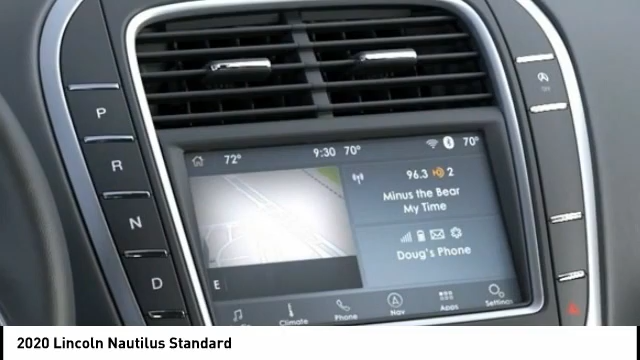 P
R
N
D
72°
9:30 70°
70°
96.3 HD 2
Minus the Bear
My Time
Doug's Phone
E
Climate
Phone
Nav
Apps
Settings
2020 Lincoln Nautilus Standard